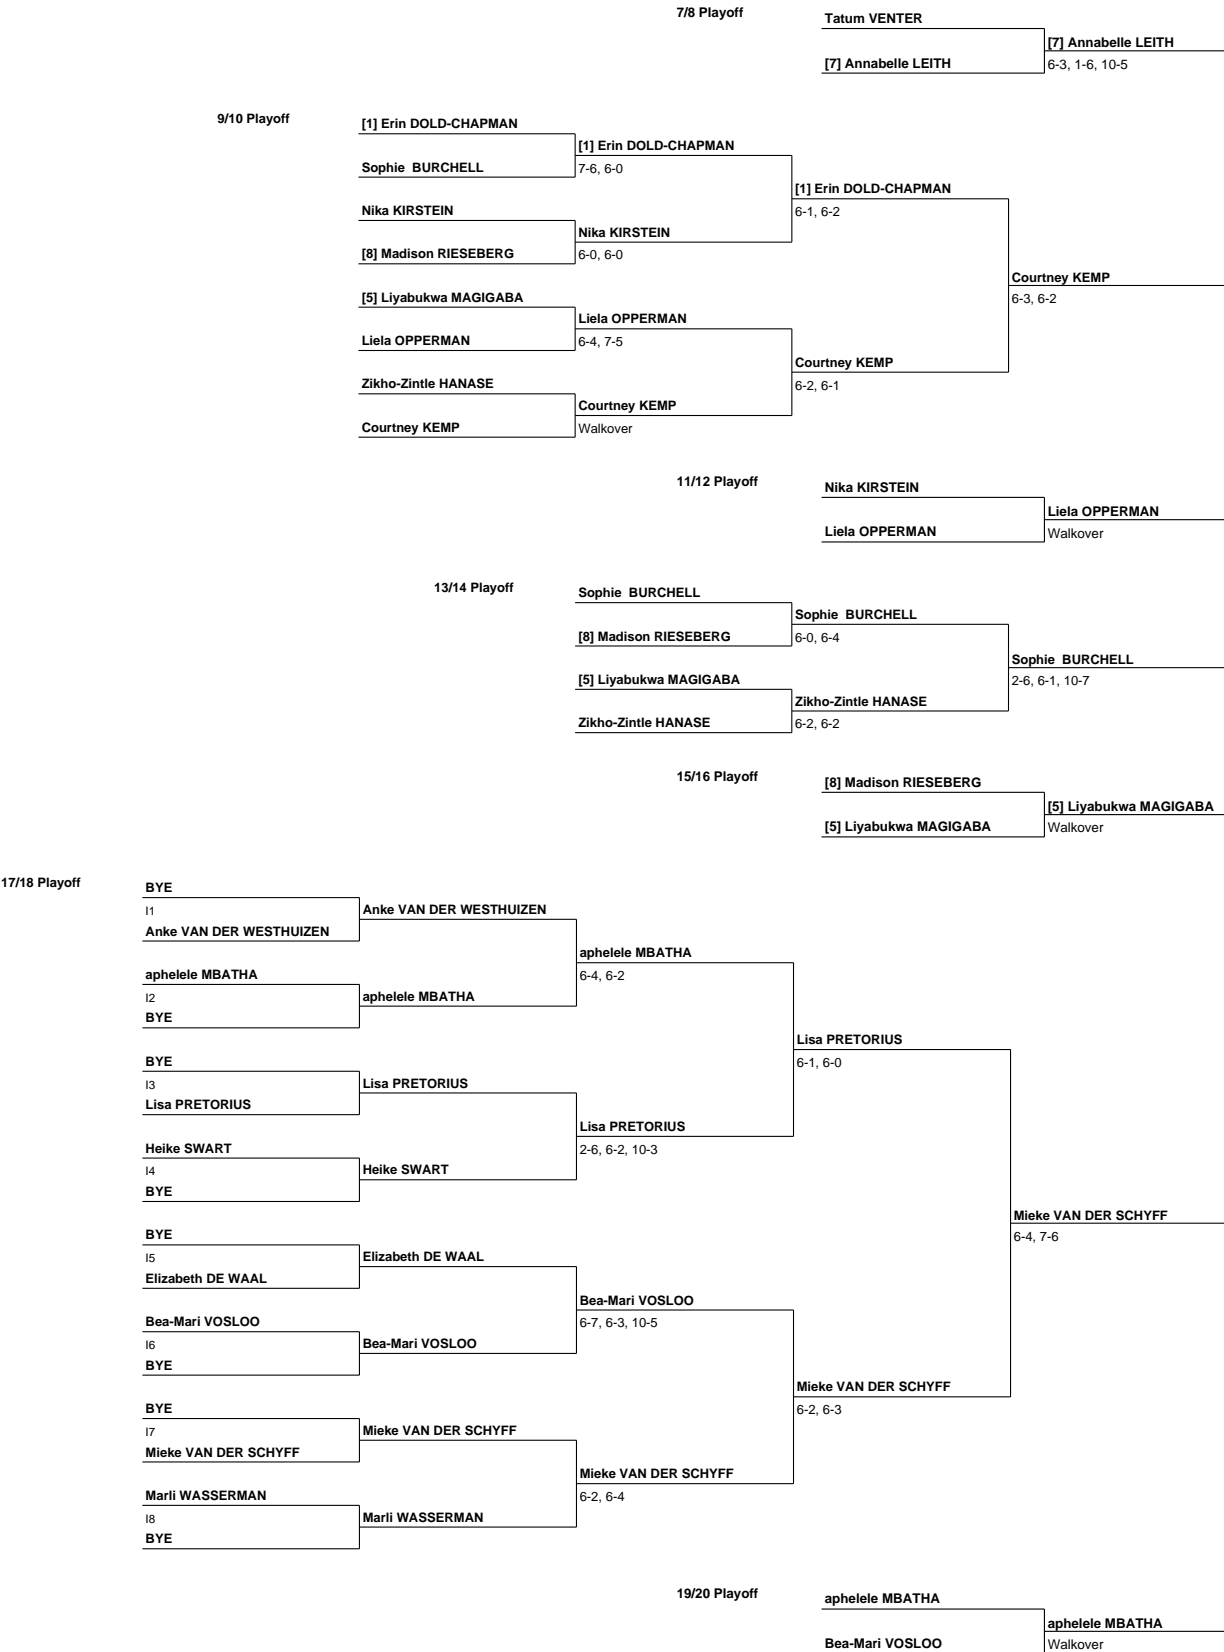 7/8 Playoff
Tatum VENTER
[7] Annabelle LEITH
[7] Annabelle LEITH
6-3, 1-6, 10-5
9/10 Playoff
[1] Erin DOLD-CHAPMAN
[1] Erin DOLD-CHAPMAN
Sophie BURCHELL
7-6, 6-0
[1] Erin DOLD-CHAPMAN
6-1, 6-2
Nika KIRSTEIN
Nika KIRSTEIN
[8] Madison RIESEBERG
6-0, 6-0
Courtney KEMP
6-3, 6-2
[5] Liyabukwa MAGIGABA
Liela OPPERMAN
Liela OPPERMAN
6-4, 7-5
Courtney KEMP
6-2, 6-1
Zikho-Zintle HANASE
Courtney KEMP
Courtney KEMP
Walkover
11/12 Playoff
Nika KIRSTEIN
Liela OPPERMAN
Liela OPPERMAN
Walkover
13/14 Playoff
Sophie BURCHELL
Sophie BURCHELL
[8] Madison RIESEBERG
6-0, 6-4
Sophie BURCHELL
2-6, 6-1, 10-7
[5] Liyabukwa MAGIGABA
Zikho-Zintle HANASE
Zikho-Zintle HANASE
6-2, 6-2
15/16 Playoff
[8] Madison RIESEBERG
[5] Liyabukwa MAGIGABA
[5] Liyabukwa MAGIGABA
Walkover
17/18 Playoff
BYE
I1
Anke VAN DER WESTHUIZEN
Anke VAN DER WESTHUIZEN
aphelele MBATHA
6-4, 6-2
aphelele MBATHA
I2
aphelele MBATHA
BYE
Lisa PRETORIUS
6-1, 6-0
BYE
I3
Lisa PRETORIUS
Lisa PRETORIUS
Lisa PRETORIUS
2-6, 6-2, 10-3
Heike SWART
I4
Heike SWART
BYE
Mieke VAN DER SCHYFF
6-4, 7-6
BYE
I5
Elizabeth DE WAAL
Elizabeth DE WAAL
Bea-Mari VOSLOO
6-7, 6-3, 10-5
Bea-Mari VOSLOO
I6
Bea-Mari VOSLOO
BYE
Mieke VAN DER SCHYFF
6-2, 6-3
BYE
I7
Mieke VAN DER SCHYFF
Mieke VAN DER SCHYFF
Mieke VAN DER SCHYFF
6-2, 6-4
Marli WASSERMAN
I8
Marli WASSERMAN
BYE
19/20 Playoff
aphelele MBATHA
aphelele MBATHA
Bea-Mari VOSLOO
Walkover